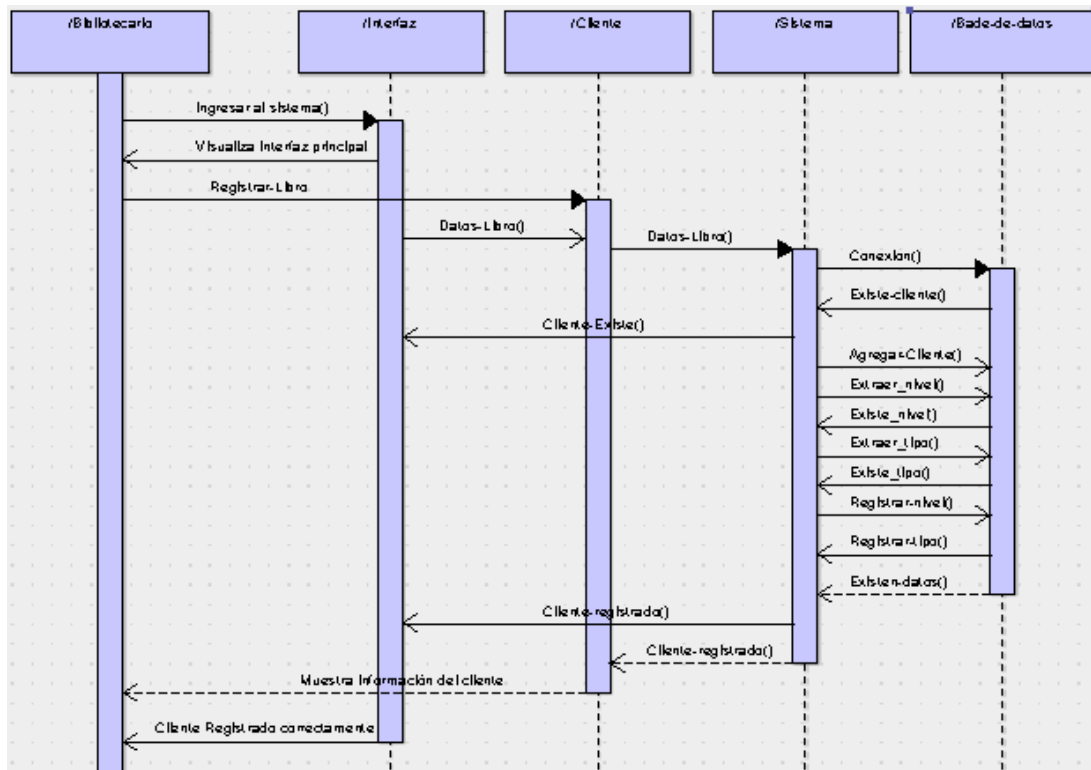 /Bibliotecario
/Interfaz
/Cliente
/Sistema
/Bade-de-datos
Ingresar al sistema()
Visualiza interfaz principal
Registrar-Libro
Datos-Libro()
Datos-Libro()
Conexion()
Existe-cliente()
Cliente-Existe()
Agregar-Cliente()
Extraer_nivel()
Existe_nivel()
Extraer_tipo()
Existe_tipo()
Registrar-nivel()
Registrar-tipo()
Existen-datos()
Cliente-registrado()
Cliente-registrado()
Muestra información del cliente
Cliente Registrado correctamente